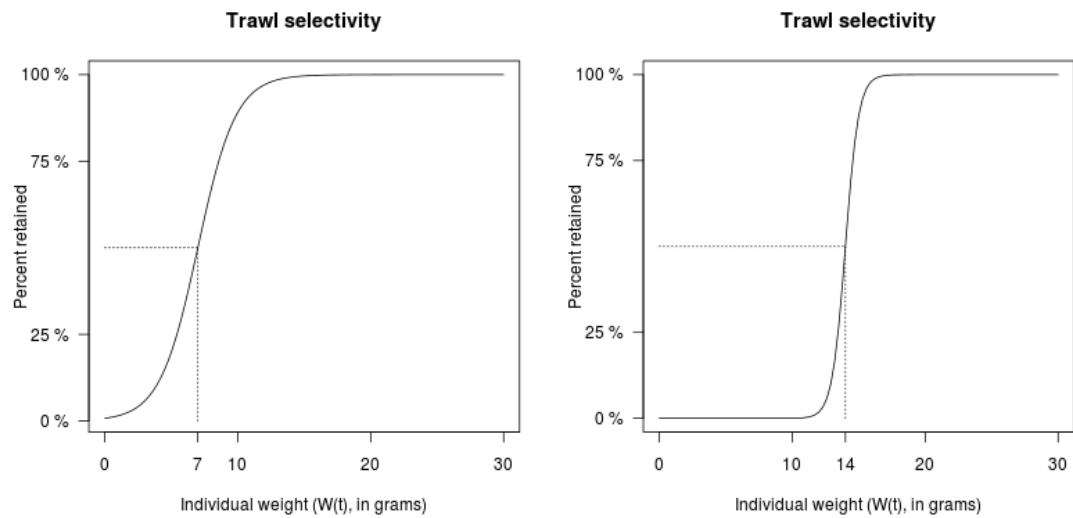 Trawl selectivity
Percent retained
100 %
75 %
25 %
0 %
0 7 10 20 30
Individual weight (W(t), in grams)
Trawl selectivity
Percent retained
100 %
75 %
25 %
0 %
0 10 14 20 30
Individual weight (W(t), in grams)